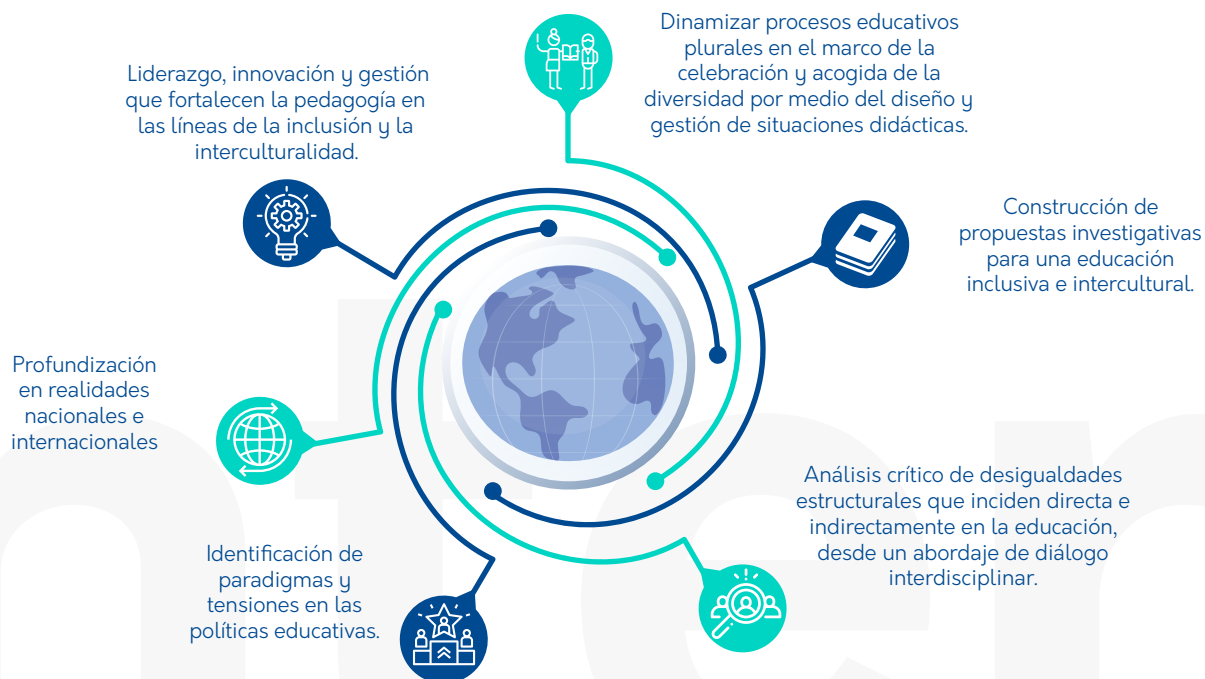 Dinamizar procesos educativos
plurales en el marco de la
celebración y acogida de la
diversidad por medio del diseño y
gestión de situaciones didácticas.
Liderazgo, innovación y gestión
que fortalecen la pedagogía en
las líneas de la inclusión y la
interculturalidad.
Construcción de
propuestas investigativas
para una educación
inclusiva e intercultural.
Profundización
en realidades
nacionales e
internacionales
Análisis crítico de desigualdades
estructurales que inciden directa e
indirectamente en la educación,
desde un abordaje de diálogo
interdisciplinar.
Identificación de
paradigmas y
tensiones en las
políticas educativas.